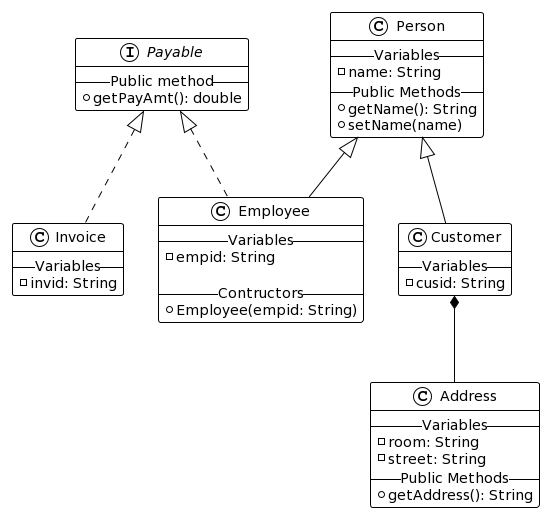 C Person
Variables
name: String
Public Methods
getName(): String
setName(name)
I Payable
Public method
getPayAmt(): double
C Invoice
Variables
invid: String
C Employee
Variables
empid: String
Contructors
Employee(empid: String)
C Customer
Variables
cusid: String
C Address
Variables
room: String
street: String
Public Methods
getAddress(): String